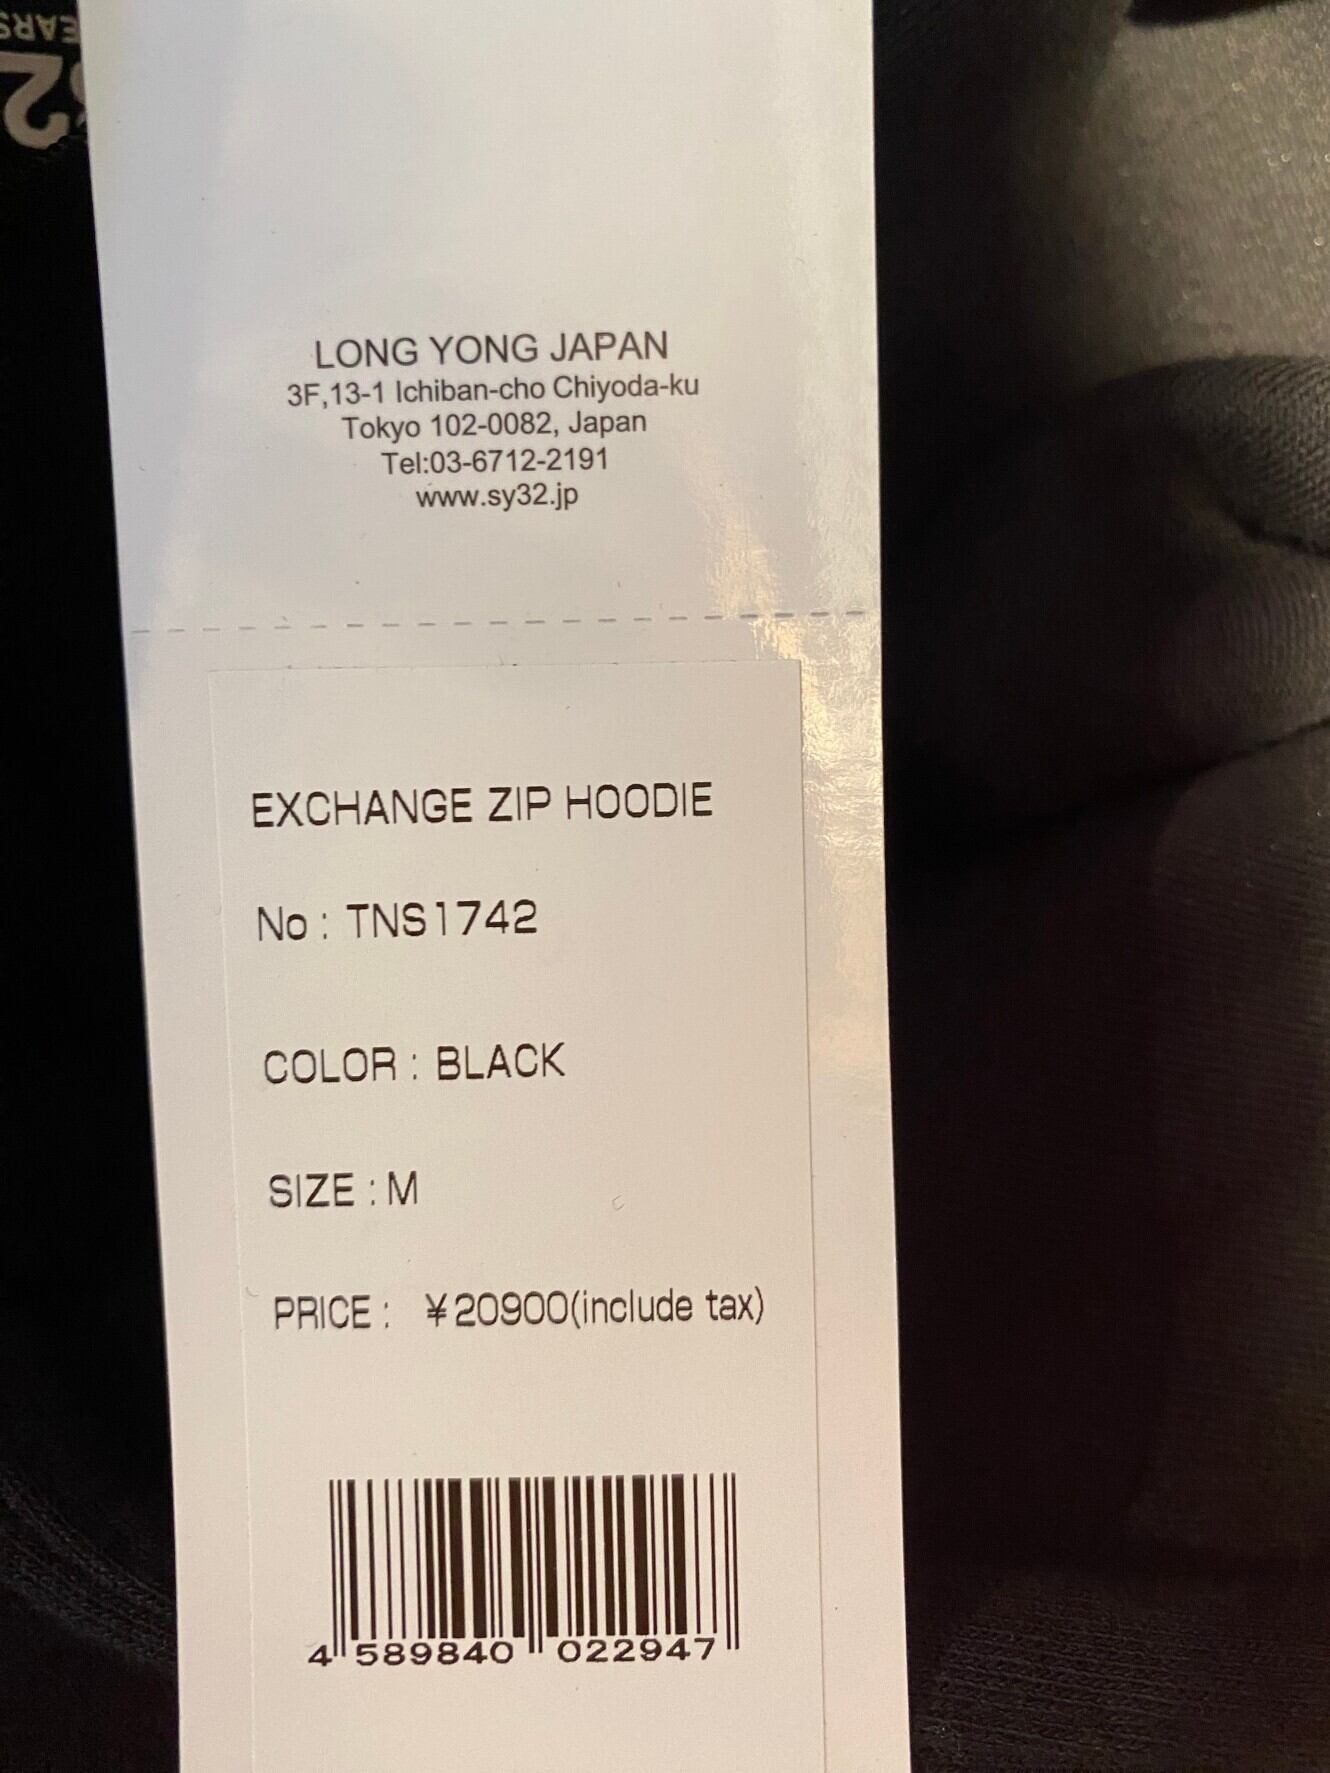 LONG YONG JAPAN
3F,13-1 Ichiban-cho Chiyoda-ku
Tokyo 102-0082, Japan
Tel:03-6712-2191
www.sy32.jp
EXCHANGE ZIP HOODIE
No : TNS1742
COLOR : BLACK
SIZE : M
PRICE : ¥20900(include tax)
4 589840 022947